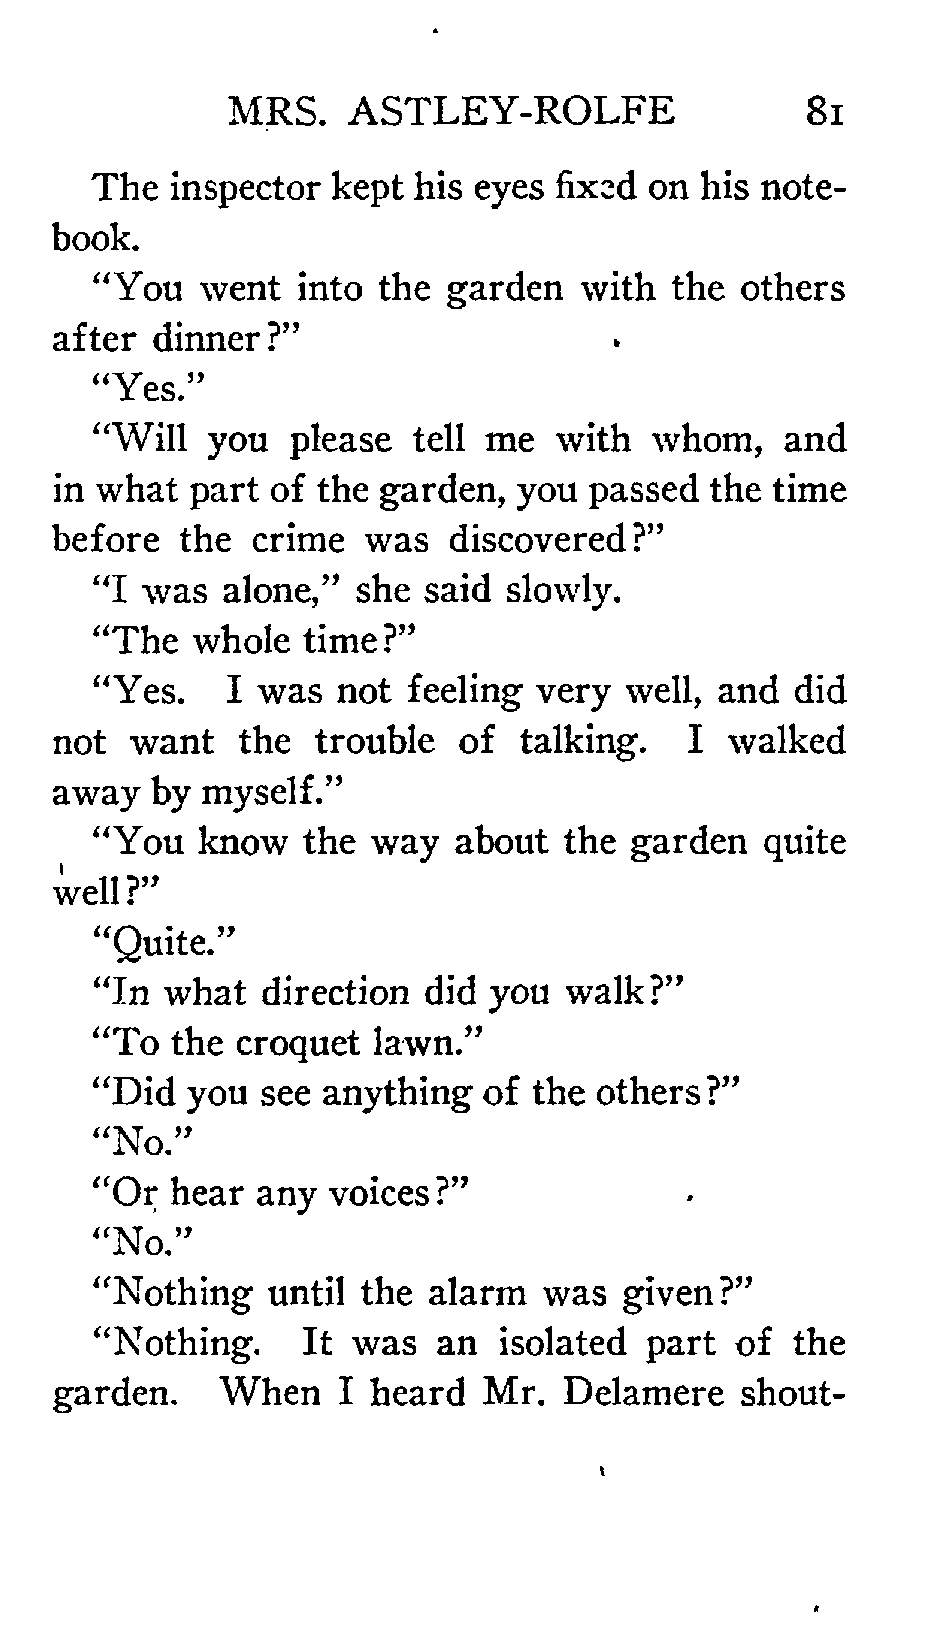 MRS. ASTLEY-ROLFE 81
The inspector kept his eyes fixed on his note-
book.
"You went into the garden with the others
after dinner?"
"Yes."
"Will you please tell me with whom, and
in what part of the garden, you passed the time
before the crime was discovered?"
"I was alone," she said slowly.
"The whole time?"
"Yes. I was not feeling very well, and did
not want the trouble of talking. I walked
away by myself."
"You know the way about the garden quite
well?"
"Quite."
"In what direction did you walk?"
"To the croquet lawn."
"Did you see anything of the others?"
"No."
"Or hear any voices?"
"No."
"Nothing until the alarm was given?"
"Nothing. It was an isolated part of the
garden. When I heard Mr. Delamere shout-